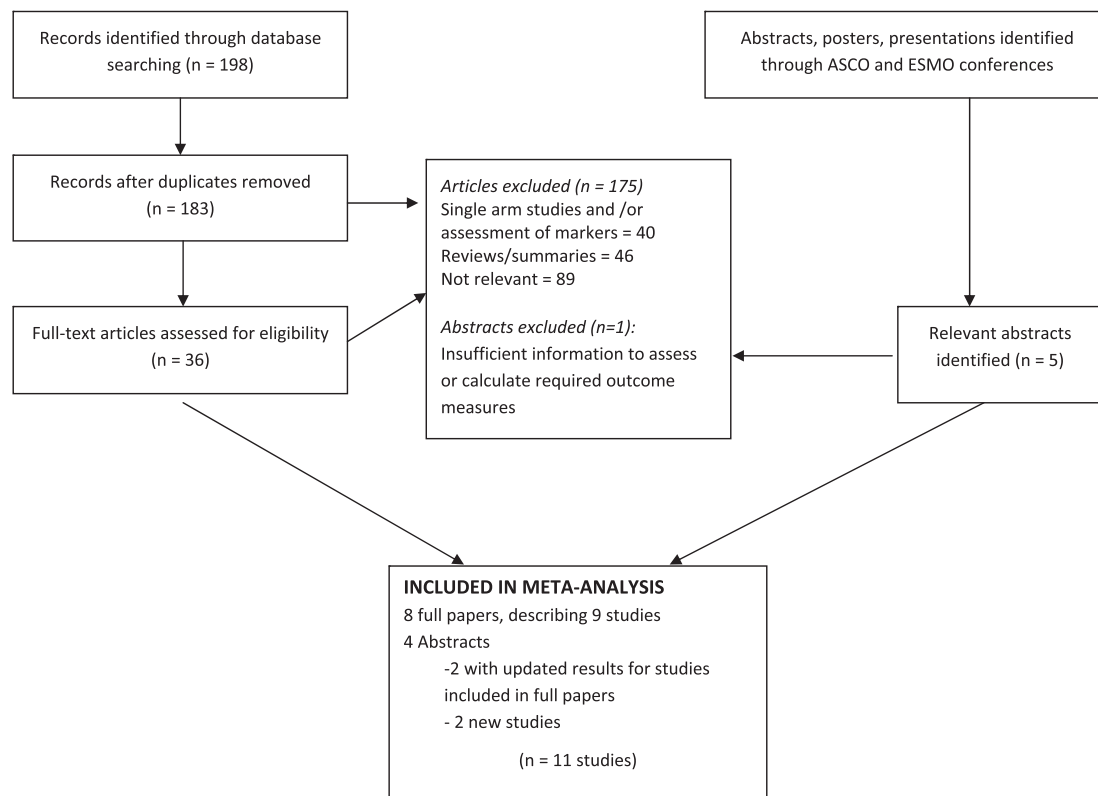 Records identified through database
searching (n = 198)
Abstracts, posters, presentations identified
through ASCO and ESMO conferences
Records after duplicates removed
(n = 183)
Articles excluded (n = 175)
Single arm studies and /or
assessment of markers = 40
Reviews/summaries = 46
Not relevant = 89
Abstracts excluded (n=1):
Insufficient information to assess
or calculate required outcome
measures
Full-text articles assessed for eligibility
(n = 36)
Relevant abstracts
identified (n = 5)
INCLUDED IN META-ANALYSIS
8 full papers, describing 9 studies
4 Abstracts
-2 with updated results for studies
included in full papers
- 2 new studies
(n = 11 studies)